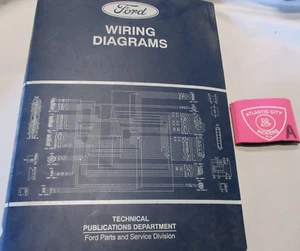 Ford
WIRING
DIAGRAMS
TECHNICAL
PUBLICATIONS DEPARTMENT
Ford Parts and Service Division
ATLANTIC CITY
A